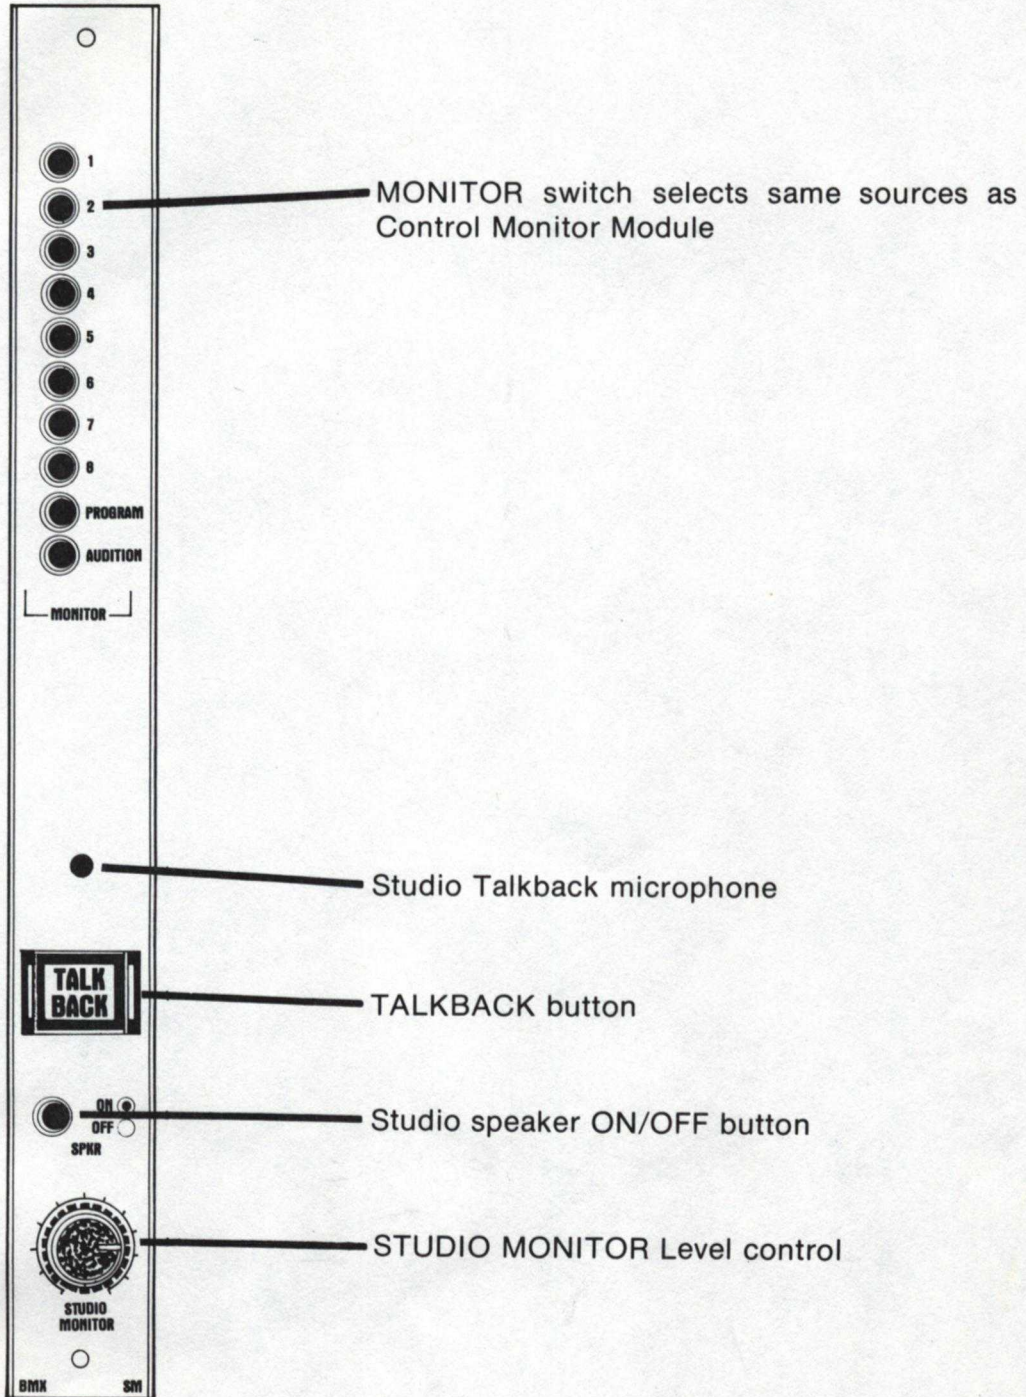 1
2
MONITOR switch selects same sources as
Control Monitor Module
3
4
5
6
7
8
PROGRAM
AUDITION
MONITOR
Studio Talkback microphone
TALK
BACK
TALKBACK button
ON
OFF
SPKR
Studio speaker ON/OFF button
STUDIO MONITOR Level control
STUDIO
MONITOR
BMX SM